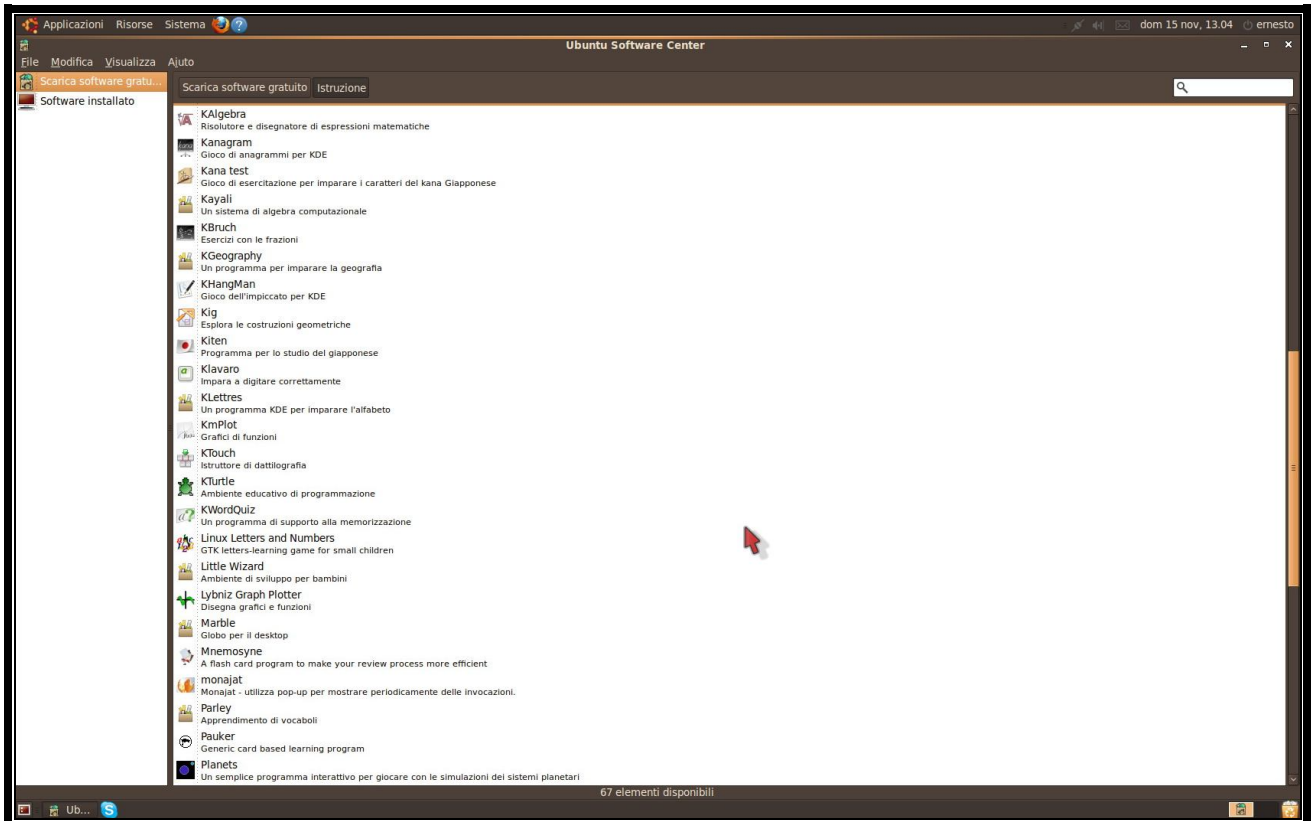 Applicazioni Risorse Sistema dom 15 nov, 13.04 ernesto
Ubuntu Software Center
File Modifica Visualizza Ajuto
Scarica software gratu...
Software installato
Scarica software gratuito Istruzione
KAlgebra
Risolutore e disegnatore di espressioni matematiche
Kanagram
Gioco di anagrammi per KDE
Kana test
Gioco di esercitazione per imparare i caratteri del kana Giapponese
Kayali
Un sistema di algebra computazionale
KBruch
Esercizi con le frazioni
KGeography
Un programma per imparare la geografia
KHangMan
Gioco dell'impiccato per KDE
Kig
Esplora le costruzioni geometriche
Kiten
Programma per lo studio del giapponese
Klavaro
Impara a digitare correttamente
KLettres
Un programma KDE per imparare l'alfabeto
KmPlot
Grafici di funzioni
KTouch
Istruttore di dattilografia
KTurtle
Ambiente educativo di programmazione
KWordQuiz
Un programma di supporto alla memorizzazione
Linux Letters and Numbers
GTK letters-learning game for small children
Little Wizard
Ambiente di sviluppo per bambini
Lybniz Graph Plotter
Disegna grafici e funzioni
Marble
Globo per il desktop
Mnemosyne
A flash card program to make your review process more efficient
monajat
Monajat - utilizza pop-up per mostrare periodicamente delle invocazioni.
Parley
Apprendimento di vocaboli
Pauker
Generic card based learning program
Planets
Un semplice programma interattivo per giocare con le simulazioni dei sistemi planetari
67 elementi disponibili
Ub...